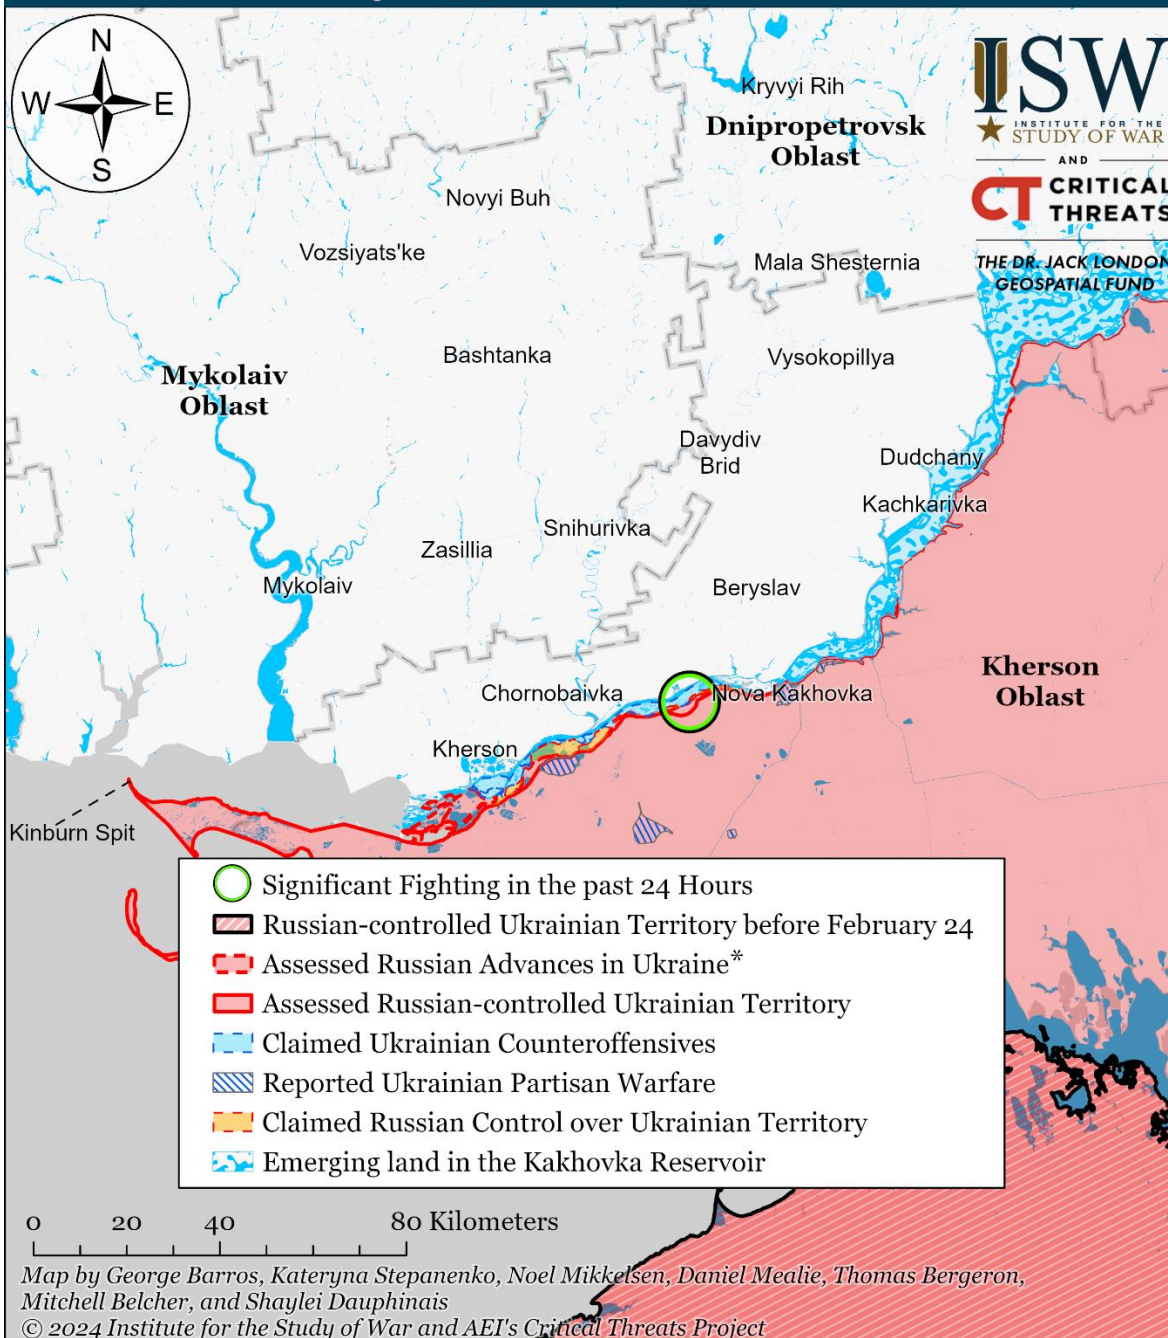 N
W
E
S
ISW
INSTITUTE FOR THE
STUDY OF WAR
AND
CT CRITICAL
THREATS
THE DR. JACK LONDON
GEOSPATIAL FUND
Kryvyi Rih
Dnipropetrovsk
Oblast
Novyi Buh
Vozsiyats'ke
Mala Shesternia
Bashtanka
Vysokopillya
Mykolaiv
Oblast
Davydiv
Brid
Dudchany
Kachkarivka
Snihurivka
Zasillia
Mykolaiv
Beryslav
Kherson
Oblast
Chornobaivka
Nova Kakhovka
Kherson
Kinburn Spit
Significant Fighting in the past 24 Hours
Russian-controlled Ukrainian Territory before February 24
Assessed Russian Advances in Ukraine*
Assessed Russian-controlled Ukrainian Territory
Claimed Ukrainian Counteroffensives
Reported Ukrainian Partisan Warfare
Claimed Russian Control over Ukrainian Territory
Emerging land in the Kakhovka Reservoir
0 20 40 80 Kilometers
Map by George Barros, Kateryna Stepanenko, Noel Mikkelsen, Daniel Mealie, Thomas Bergeron,
Mitchell Belcher, and Shaylei Dauphinais
© 2024 Institute for the Study of War and AEI's Critical Threats Project